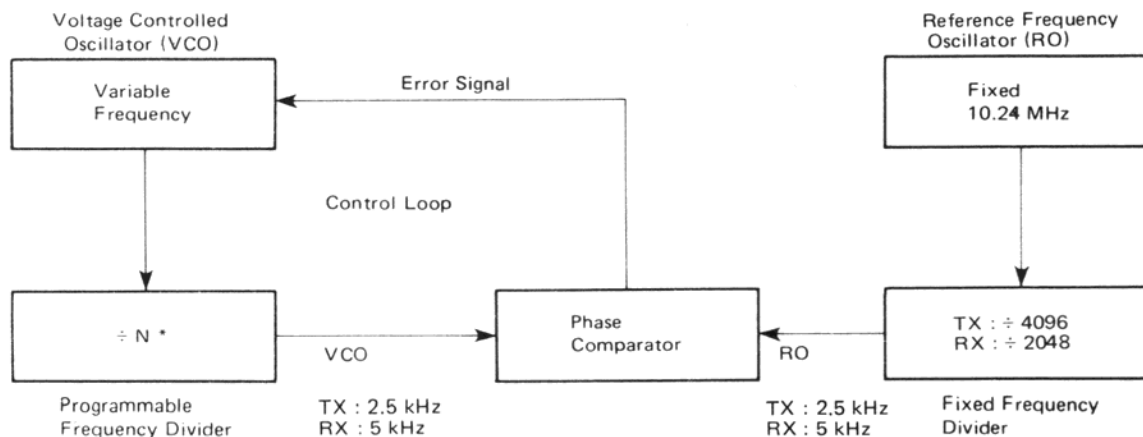 Voltage Controlled
Oscillator (VCO)
Reference Frequency
Oscillator (RO)
Variable
Frequency
Error Signal
Fixed
10.24 MHz
Control Loop
÷ N *
VCO
Phase
Comparator
RO
TX : ÷ 4096
RX : ÷ 2048
Programmable
Frequency Divider
TX : 2.5 kHz
RX : 5 kHz
TX : 2.5 kHz
RX : 5 kHz
Fixed Frequency
Divider